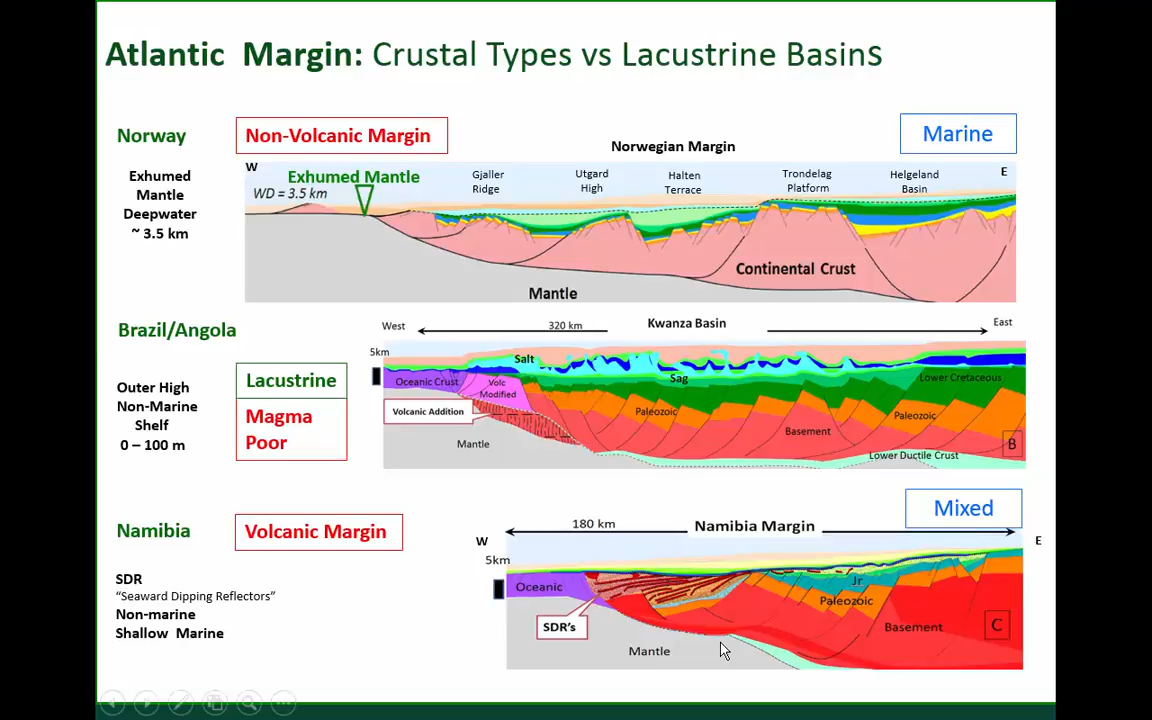 Atlantic Margin: Crustal Types vs Lacustrine Basins
Norway
Non-Volcanic Margin
Norwegian Margin
Marine
Exhumed
Mantle
Deepwater
~ 3.5 km
W
E
WD = 3.5 km
Exhumed Mantle
Gjaller
Ridge
Utgard
High
Halten
Terrace
Trondelag
Platform
Helgeland
Basin
Continental Crust
Mantle
Brazil/Angola
West
320 km
Kwanza Basin
East
5km
Lacustrine
Magma
Poor
Outer High
Non-Marine
Shelf
0 – 100 m
Salt
Sag
Oceanic Crust
Volc
Modified
Lower Cretaceous
Volcanic Addition
Paleozoic
Paleozoic
Basement
Mantle
Lower Ductile Crust
B
Namibia
Volcanic Margin
Mixed
W
180 km
Namibia Margin
E
5km
SDR
“Seaward Dipping Reflectors”
Non-marine
Shallow Marine
Oceanic
Jr
Paleozoic
SDR's
Basement
C
Mantle